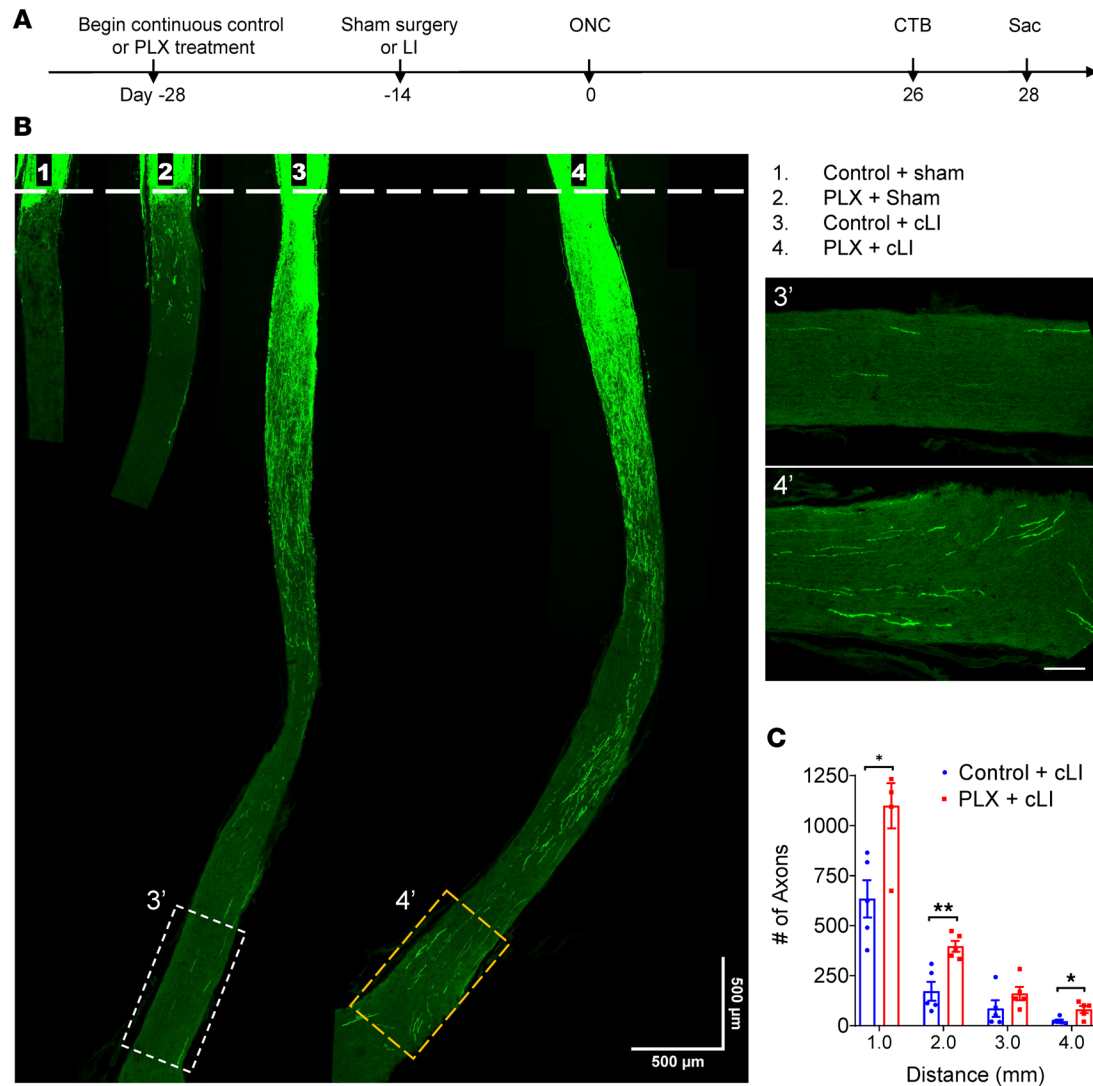 A
Begin continuous control
or PLX treatment
Sham surgery
or LI
ONC
CTB
Sac
Day -28
-14
0
26
28
B
1
2
3
4
1. Control + sham
2. PLX + Sham
3. Control + cLI
4. PLX + cLI
3’
4’
3’
4’
500 µm
500 µm
C
*
**
*
Control + cLI
PLX + cLI
# of Axons
1250
1000
750
500
250
0
1.0
2.0
3.0
4.0
Distance (mm)